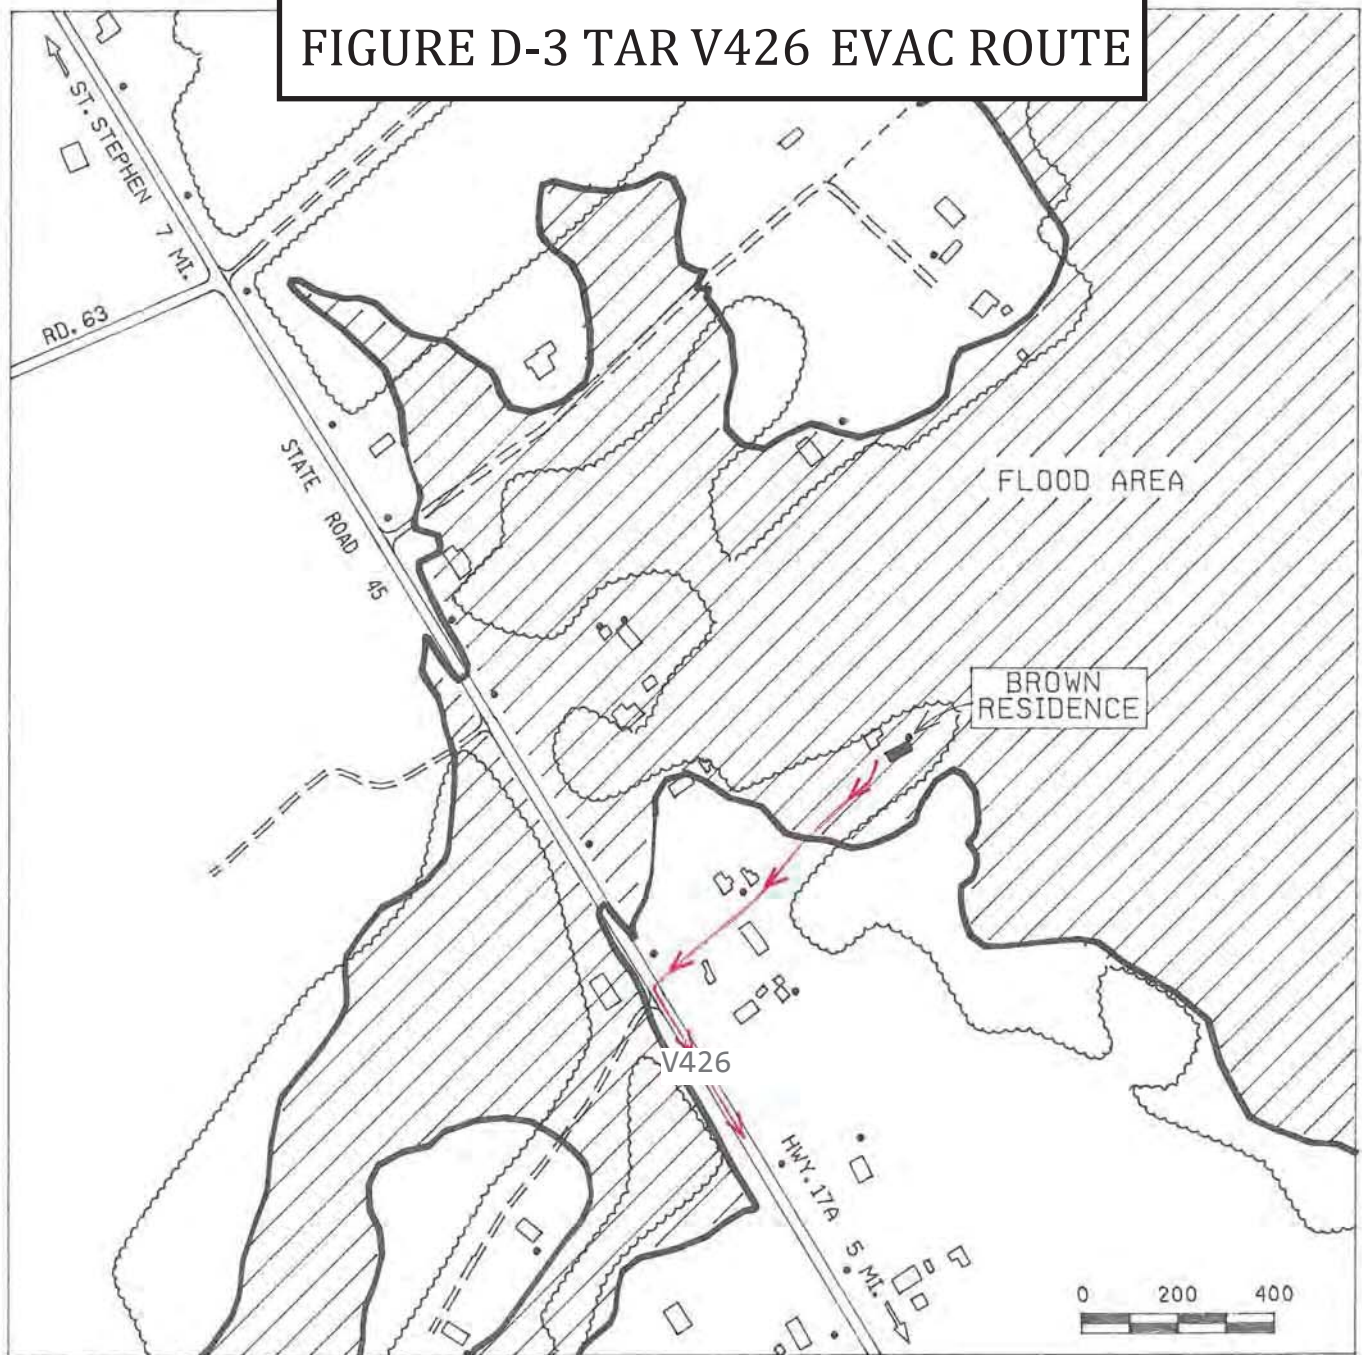 FIGURE D-3 TAR V426 EVAC ROUTE
ST. STEPHEN 7 MI.
RD. 63
STATE ROAD 45
FLOOD AREA
BROWN
RESIDENCE
V426
HWY. 17A 5 MI.
0 200 400